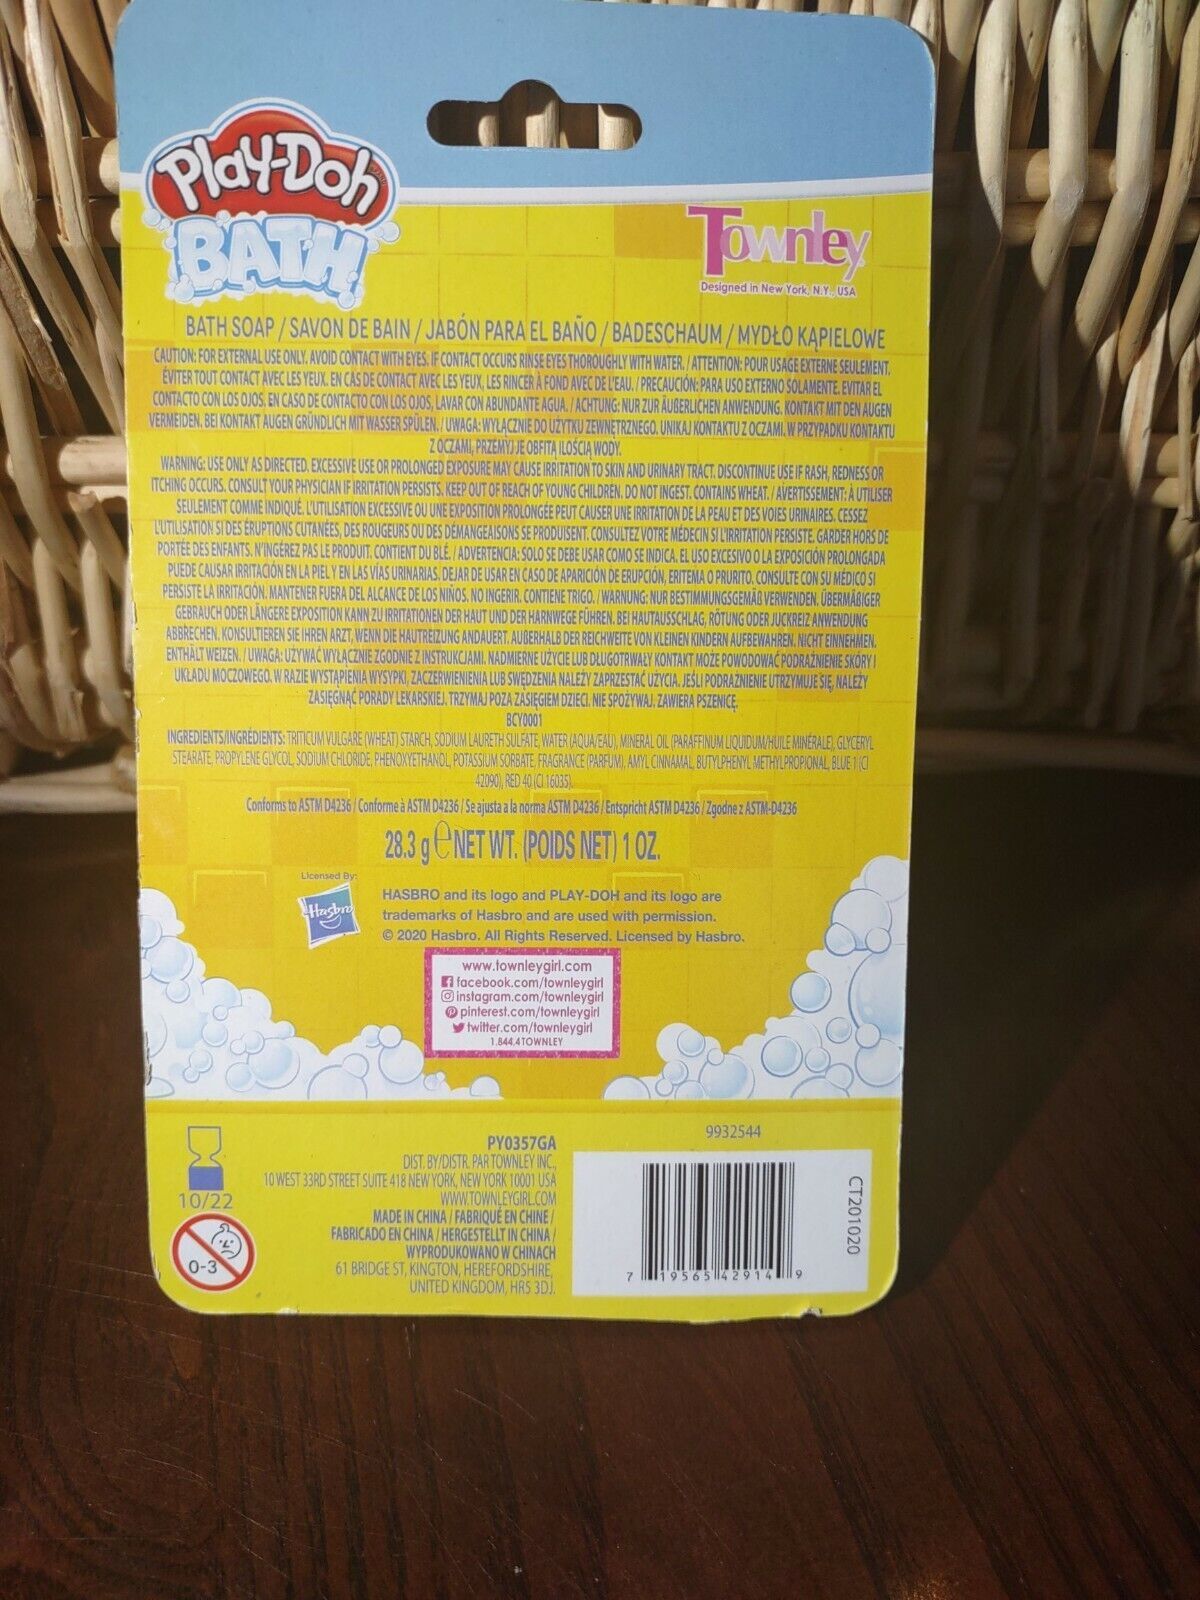 Play-Doh
BATH
Townley
Designed in New York, N.Y., USA
BATH SOAP / SAVON DE BAIN / JABÓN PARA EL BAÑO / BADESCHAUM / MYDŁO KĄPIELOWE
CAUTION: FOR EXTERNAL USE ONLY. AVOID CONTACT WITH EYES. IF CONTACT OCCURS RINSE EYES THOROUGHLY WITH WATER. / ATTENTION: POUR USAGE EXTERNE SEULEMENT.
ÉVITER TOUT CONTACT AVEC LES YEUX. EN CAS DE CONTACT AVEC LES YEUX, LES RINCER À FOND AVEC DE L'EAU. / PRECAUCIÓN: PARA USO EXTERNO SOLAMENTE. EVITAR EL
CONTACTO CON LOS OJOS. EN CASO DE CONTACTO CON LOS OJOS, LAVAR CON ABUNDANTE AGUA. / ACHTUNG: NUR ZUR ÄUßERLICHEN ANWENDUNG. KONTAKT MIT DEN AUGEN
VERMEIDEN. BEI KONTAKT AUGEN GRÜNDLICH MIT WASSER SPÜLEN. / UWAGA: WYŁĄCZNIE DO UŻYTKU ZEWNĘTRZNEGO. UNIKAJ KONTAKTU Z OCZAMI. W PRZYPADKU KONTAKTU
Z OCZAMI, PRZEMYJ JE OBFITĄ ILOŚCIĄ WODY.
WARNING: USE ONLY AS DIRECTED. EXCESSIVE USE OR PROLONGED EXPOSURE MAY CAUSE IRRITATION TO SKIN AND URINARY TRACT. DISCONTINUE USE IF RASH, REDNESS OR
ITCHING OCCURS. CONSULT YOUR PHYSICIAN IF IRRITATION PERSISTS. KEEP OUT OF REACH OF YOUNG CHILDREN. DO NOT INGEST. CONTAINS WHEAT. / AVERTISSEMENT: À UTILISER
SEULEMENT COMME INDIQUÉ. L'UTILISATION EXCESSIVE OU UNE EXPOSITION PROLONGÉE PEUT CAUSER UNE IRRITATION DE LA PEAU ET DES VOIES URINAIRES. CESSEZ
L'UTILISATION SI DES ÉRUPTIONS CUTANÉES, DES ROUGEURS OU DES DÉMANGEAISONS SE PRODUISENT. CONSULTEZ VOTRE MÉDECIN SI L'IRRITATION PERSISTE. GARDER HORS DE
PORTÉE DES ENFANTS. N'INGÉREZ PAS LE PRODUIT. CONTIENT DU BLÉ. / ADVERTENCIA: SOLO SE DEBE USAR COMO SE INDICA. EL USO EXCESIVO O LA EXPOSICIÓN PROLONGADA
PUEDE CAUSAR IRRITACIÓN EN LA PIEL Y EN LAS VÍAS URINARIAS. DEJAR DE USAR EN CASO DE APARICIÓN DE ERUPCIÓN, ERITEMA O PRURITO. CONSULTE CON SU MÉDICO SI
PERSISTE LA IRRITACIÓN. MANTENER FUERA DEL ALCANCE DE LOS NIÑOS. NO INGERIR. CONTIENE TRIGO. / WARNUNG: NUR BESTIMMUNGSGEMÄß VERWENDEN. ÜBERMÄßIGER
GEBRAUCH ODER LÄNGERE EXPOSITION KANN ZU IRRITATIONEN DER HAUT UND DER HARNWEGE FÜHREN. BEI HAUTAUSSCHLAG, RÖTUNG ODER JUCKREIZ ANWENDUNG
ABBRECHEN. KONSULTIEREN SIE IHREN ARZT, WENN DIE HAUTREIZUNG ANDAUERT. AUßERHALB DER REICHWEITE VON KLEINEN KINDERN AUFBEWAHREN. NICHT EINNEHMEN.
ENTHÄLT WEIZEN. / UWAGA: UŻYWAĆ WYŁĄCZNIE ZGODNIE Z INSTRUKCJAMI. NADMIERNE UŻYCIE LUB DŁUGOTRWAŁY KONTAKT MOŻE POWODOWAĆ PODRAŻNIENIE SKÓRY I
UKŁADU MOCZOWEGO. W RAZIE WYSTĄPIENIA WYSYPKI, ZACZERWIENIENIA LUB SWĘDZENIA NALEŻY ZAPRZESTAĆ UŻYCIA. JEŚLI PODRAŻNIENIE UTRZYMUJE SIĘ, NALEŻY
ZASIĘGNĄĆ PORADY LEKARSKIEJ. TRZYMAJ POZA ZASIĘGIEM DZIECI. NIE SPOŻYWAJ. ZAWIERA PSZENICĘ.
BCY0001
INGREDIENTS/INGRÉDIENTS: TRITICUM VULGARE (WHEAT) STARCH, SODIUM LAURETH SULFATE, WATER (AQUA/EAU), MINERAL OIL (PARAFFINUM LIQUIDUM/HUILE MINÉRALE), GLYCERYL
STEARATE, PROPYLENE GLYCOL, SODIUM CHLORIDE, PHENOXYETHANOL, POTASSIUM SORBATE, FRAGRANCE (PARFUM), AMYL CINNAMAL, BUTYLPHENYL METHYLPROPIONAL, BLUE 1 (CI
42090), RED 40 (CI 16035).
Conforms to ASTM D4236 / Conforme à ASTM D4236 / Se ajusta a la norma ASTM D4236 / Entspricht ASTM D4236 / Zgodne z ASTM-D4236
28.3 g ℮ NET WT. (POIDS NET) 1 OZ.
Licensed By:
Hasbro
HASBRO and its logo and PLAY-DOH and its logo are
trademarks of Hasbro and are used with permission.
© 2020 Hasbro. All Rights Reserved. Licensed by Hasbro.
www.townleygirl.com
facebook.com/townleygirl
instagram.com/townleygirl
pinterest.com/townleygirl
twitter.com/townleygirl
1.844.4TOWNLEY
10/22
0-3
PY0357GA
DIST. BY/DISTR. PAR TOWNLEY INC.,
10 WEST 33RD STREET SUITE 418 NEW YORK, NEW YORK 10001 USA
WWW.TOWNLEYGIRL.COM
MADE IN CHINA / FABRIQUÉ EN CHINE /
FABRICADO EN CHINA / HERGESTELLT IN CHINA /
WYPRODUKOWANO W CHINACH
61 BRIDGE ST, KINGTON, HEREFORDSHIRE,
UNITED KINGDOM, HR5 3DJ.
9932544
7 19565 42914 9
CT201020